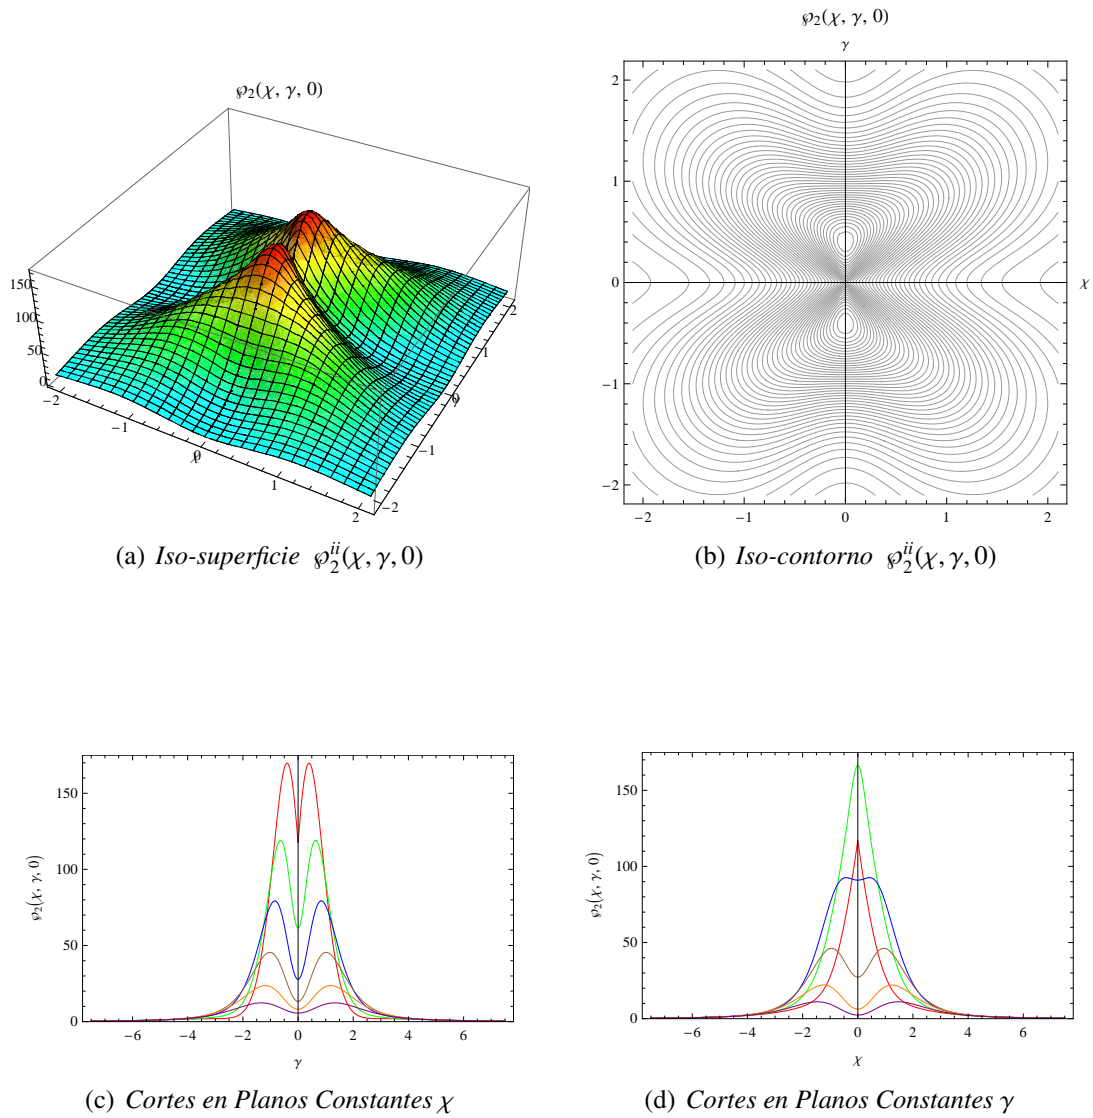 ℘₂(χ, γ, 0)
150
100
50
0
−2
−1
0
χ
1
2
−2
−1
0
γ
1
2
(a) Iso-superficie ℘₂ⁱⁱ(χ, γ, 0)
℘₂(χ, γ, 0)
γ
2
1
0
χ
−1
−2
−2 −1 0 1 2
(b) Iso-contorno ℘₂ⁱⁱ(χ, γ, 0)
℘₂(χ, γ, 0)
150
100
50
0
−6 −4 −2 0 2 4 6
γ
(c) Cortes en Planos Constantes χ
℘₂(χ, γ, 0)
150
100
50
0
−6 −4 −2 0 2 4 6
χ
(d) Cortes en Planos Constantes γ